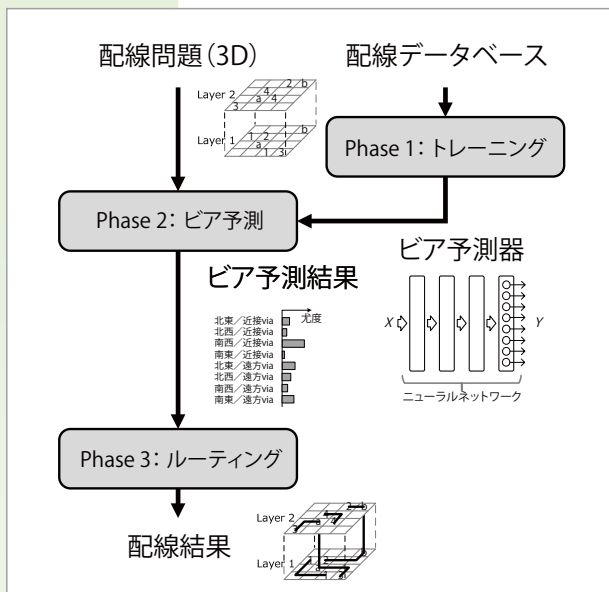 配線問題(3D)
配線データベース
Layer 2
2 b
4
a 4
3
Layer 1
b
1 2
a
1 3
Phase 1:トレーニング
Phase 2:ビア予測
ビア予測器
ビア予測結果
尤度
北東/近接via
北西/近接via
南西/近接via
南東/近接via
北東/遠方via
北西/遠方via
南西/遠方via
南東/遠方via
X
Y
ニューラルネットワーク
Phase 3:ルーティング
配線結果
Layer 2
Layer 1